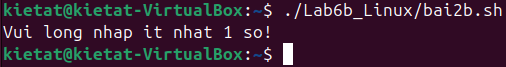 kietat@kietat-VirtualBox:~$ ./Lab6b_Linux/bai2b.sh
Vui long nhap it nhat 1 so!
kietat@kietat-VirtualBox:~$